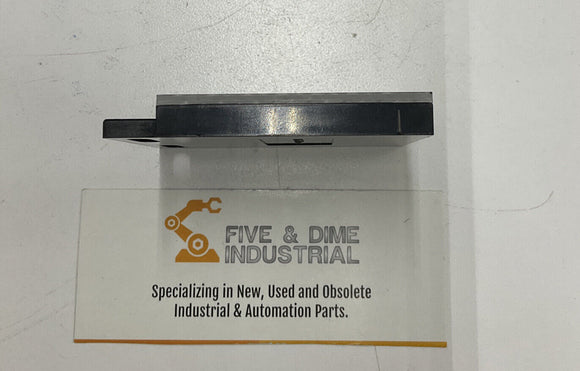 FIVE & DIME
INDUSTRIAL
Specializing in New, Used and Obsolete
Industrial & Automation Parts.